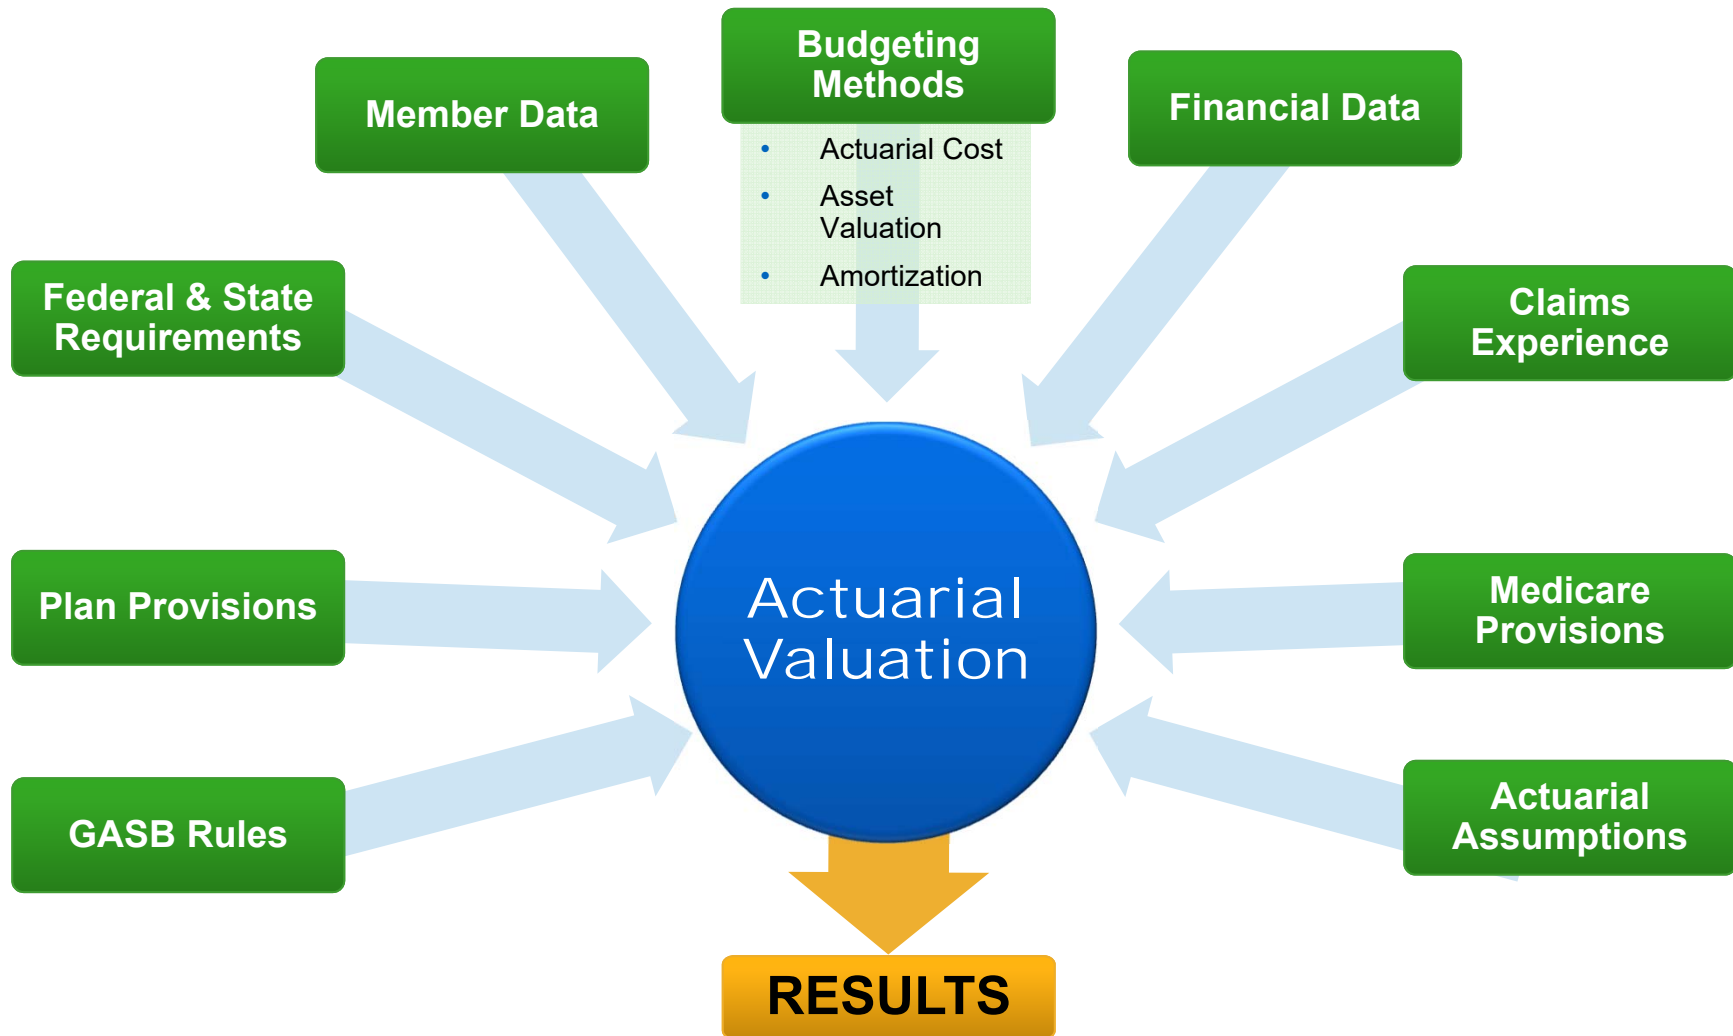 Budgeting
Methods
Member Data
Financial Data
• Actuarial Cost
• Asset
Valuation
• Amortization
Federal & State
Requirements
Claims
Experience
Plan Provisions
Actuarial
Valuation
Medicare
Provisions
GASB Rules
Actuarial
Assumptions
RESULTS